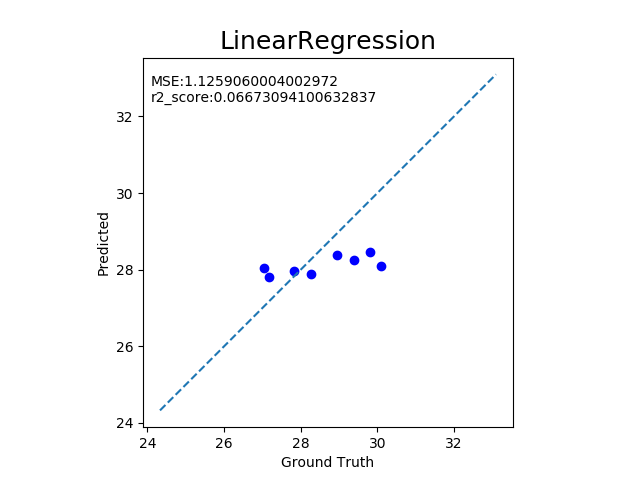 LinearRegression
MSE:1.1259060004002972
r2_score:0.06673094100632837
32
30
28
26
24
Predicted
24 26 28 30 32
Ground Truth